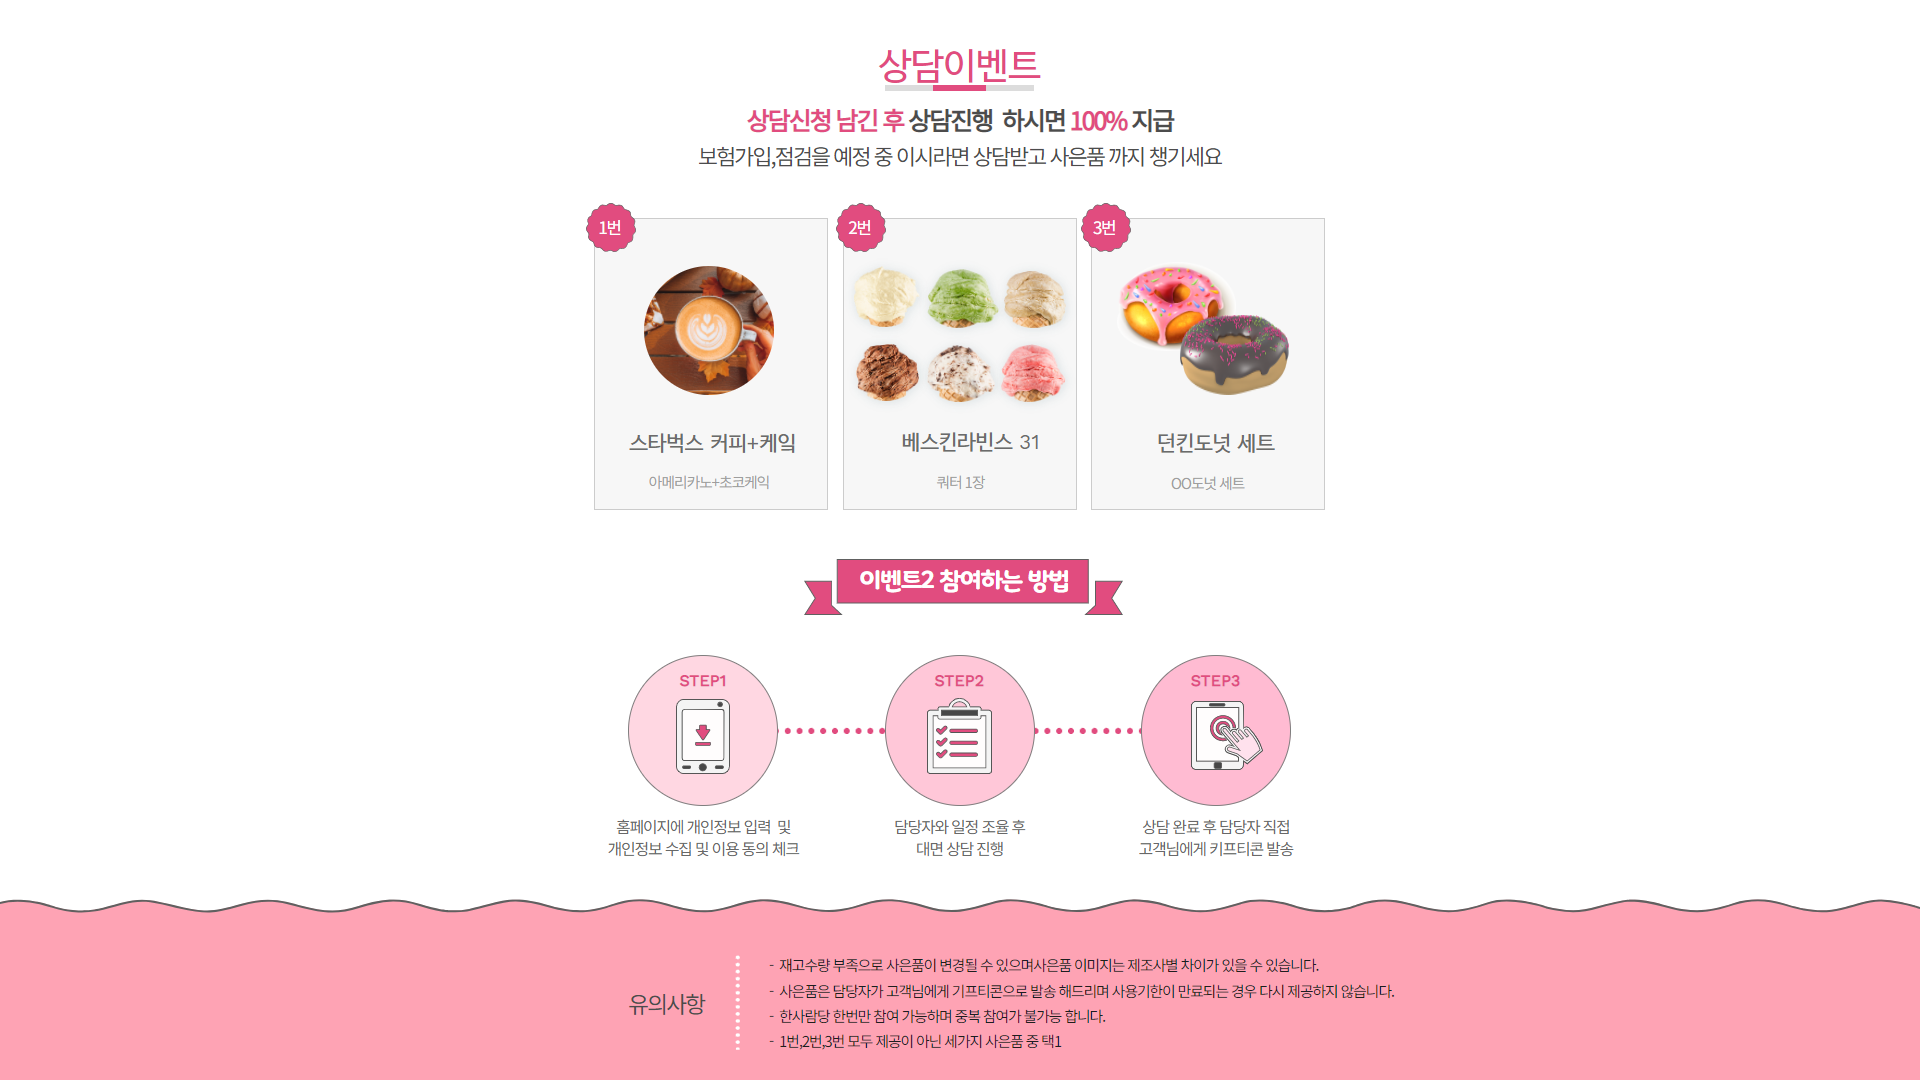 상담이벤트
상담신청 남긴 후 상담진행 하시면 100% 지급
보험가입,점검을 예정 중 이시라면 상담받고 사은품 까지 챙기세요
1번
2번
3번
스타벅스 커피+케잌
아메리카노+초코케익
베스킨라빈스 31
쿼터 1장
던킨도넛 세트
OO도넛 세트
이벤트2 참여하는 방법
STEP1
STEP2
STEP3
홈페이지에 개인정보 입력 및
개인정보 수집 및 이용 동의 체크
담당자와 일정 조율 후
대면 상담 진행
상담 완료 후 담당자 직접
고객님에게 키프티콘 발송
유의사항
- 재고수량 부족으로 사은품이 변경될 수 있으며사은품 이미지는 제조사별 차이가 있을 수 있습니다.
- 사은품은 담당자가 고객님에게 기프티콘으로 발송 해드리며 사용기한이 만료되는 경우 다시 제공하지 않습니다.
- 한사람당 한번만 참여 가능하며 중복 참여가 불가능 합니다.
- 1번,2번,3번 모두 제공이 아닌 세가지 사은품 중 택1